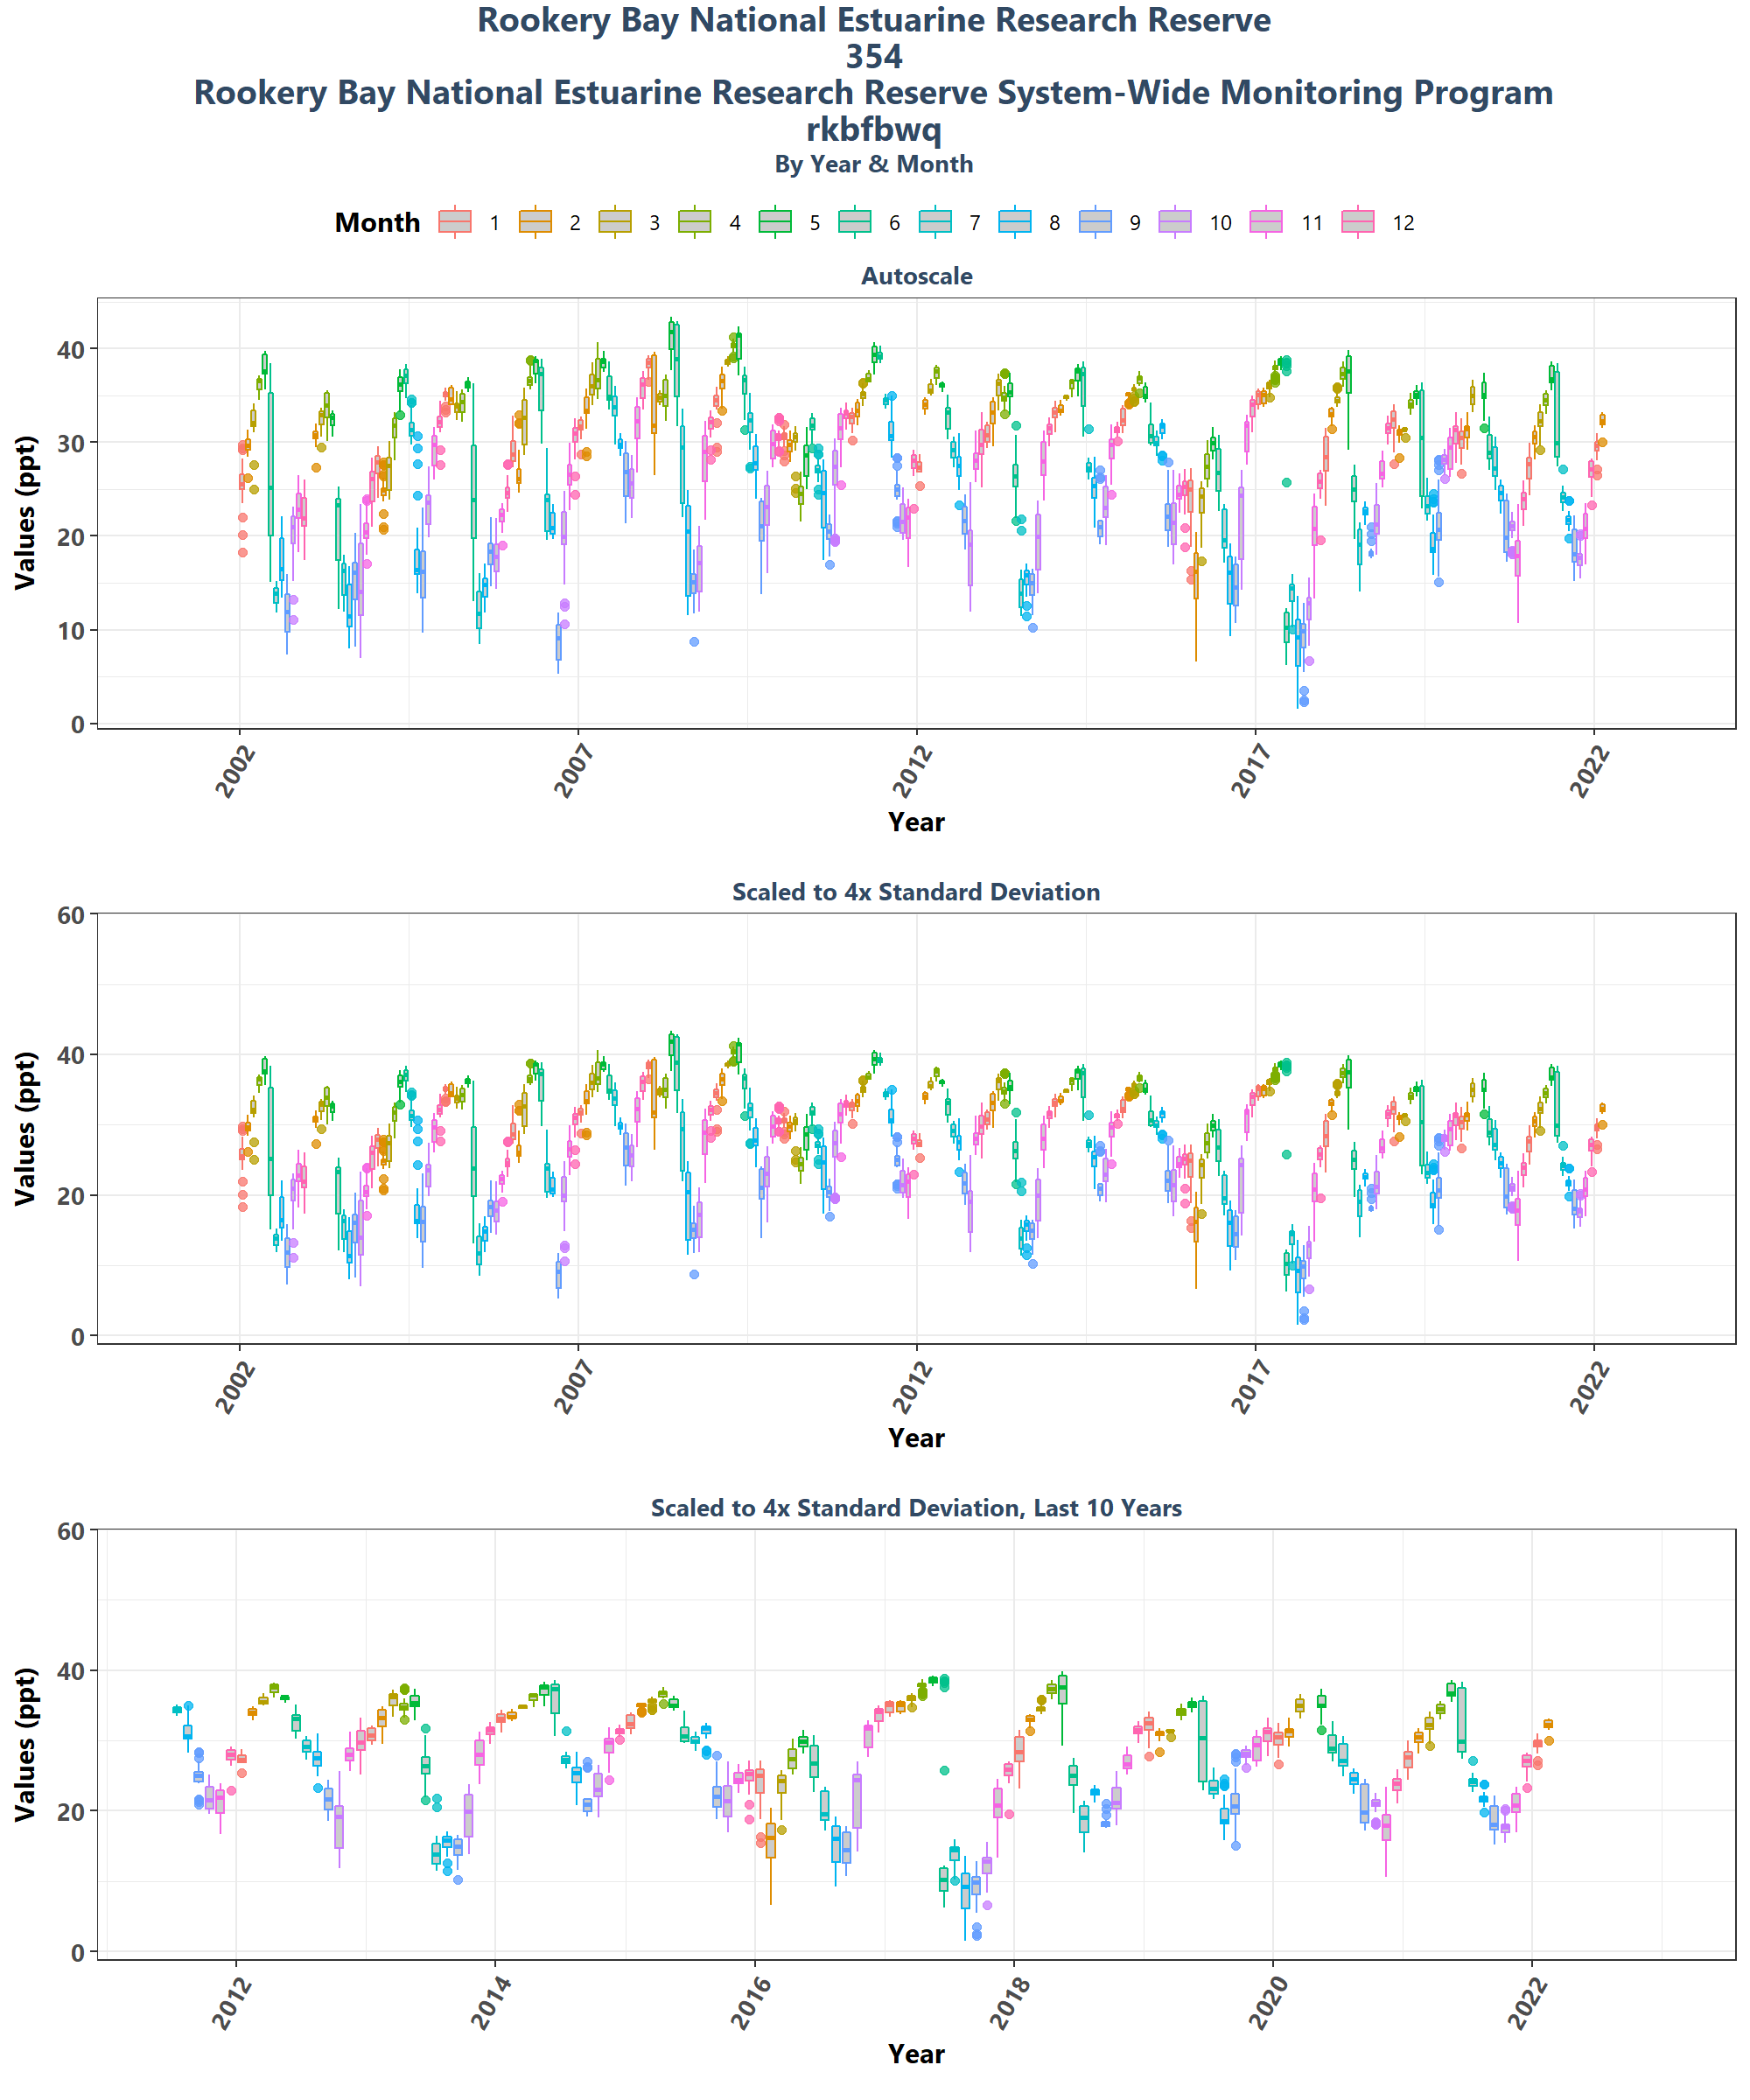 Rookery Bay National Estuarine Research Reserve
354
Rookery Bay National Estuarine Research Reserve System-Wide Monitoring Program
rkbfbwq
By Year & Month
Month 1 2 3 4 5 6 7 8 9 10 11 12
Autoscale
Values (ppt)
40
30
20
10
0
2002 2007 2012 2017 2022
Year
Scaled to 4x Standard Deviation
Values (ppt)
60
40
20
0
2002 2007 2012 2017 2022
Year
Scaled to 4x Standard Deviation, Last 10 Years
Values (ppt)
60
40
20
0
2012 2014 2016 2018 2020 2022
Year